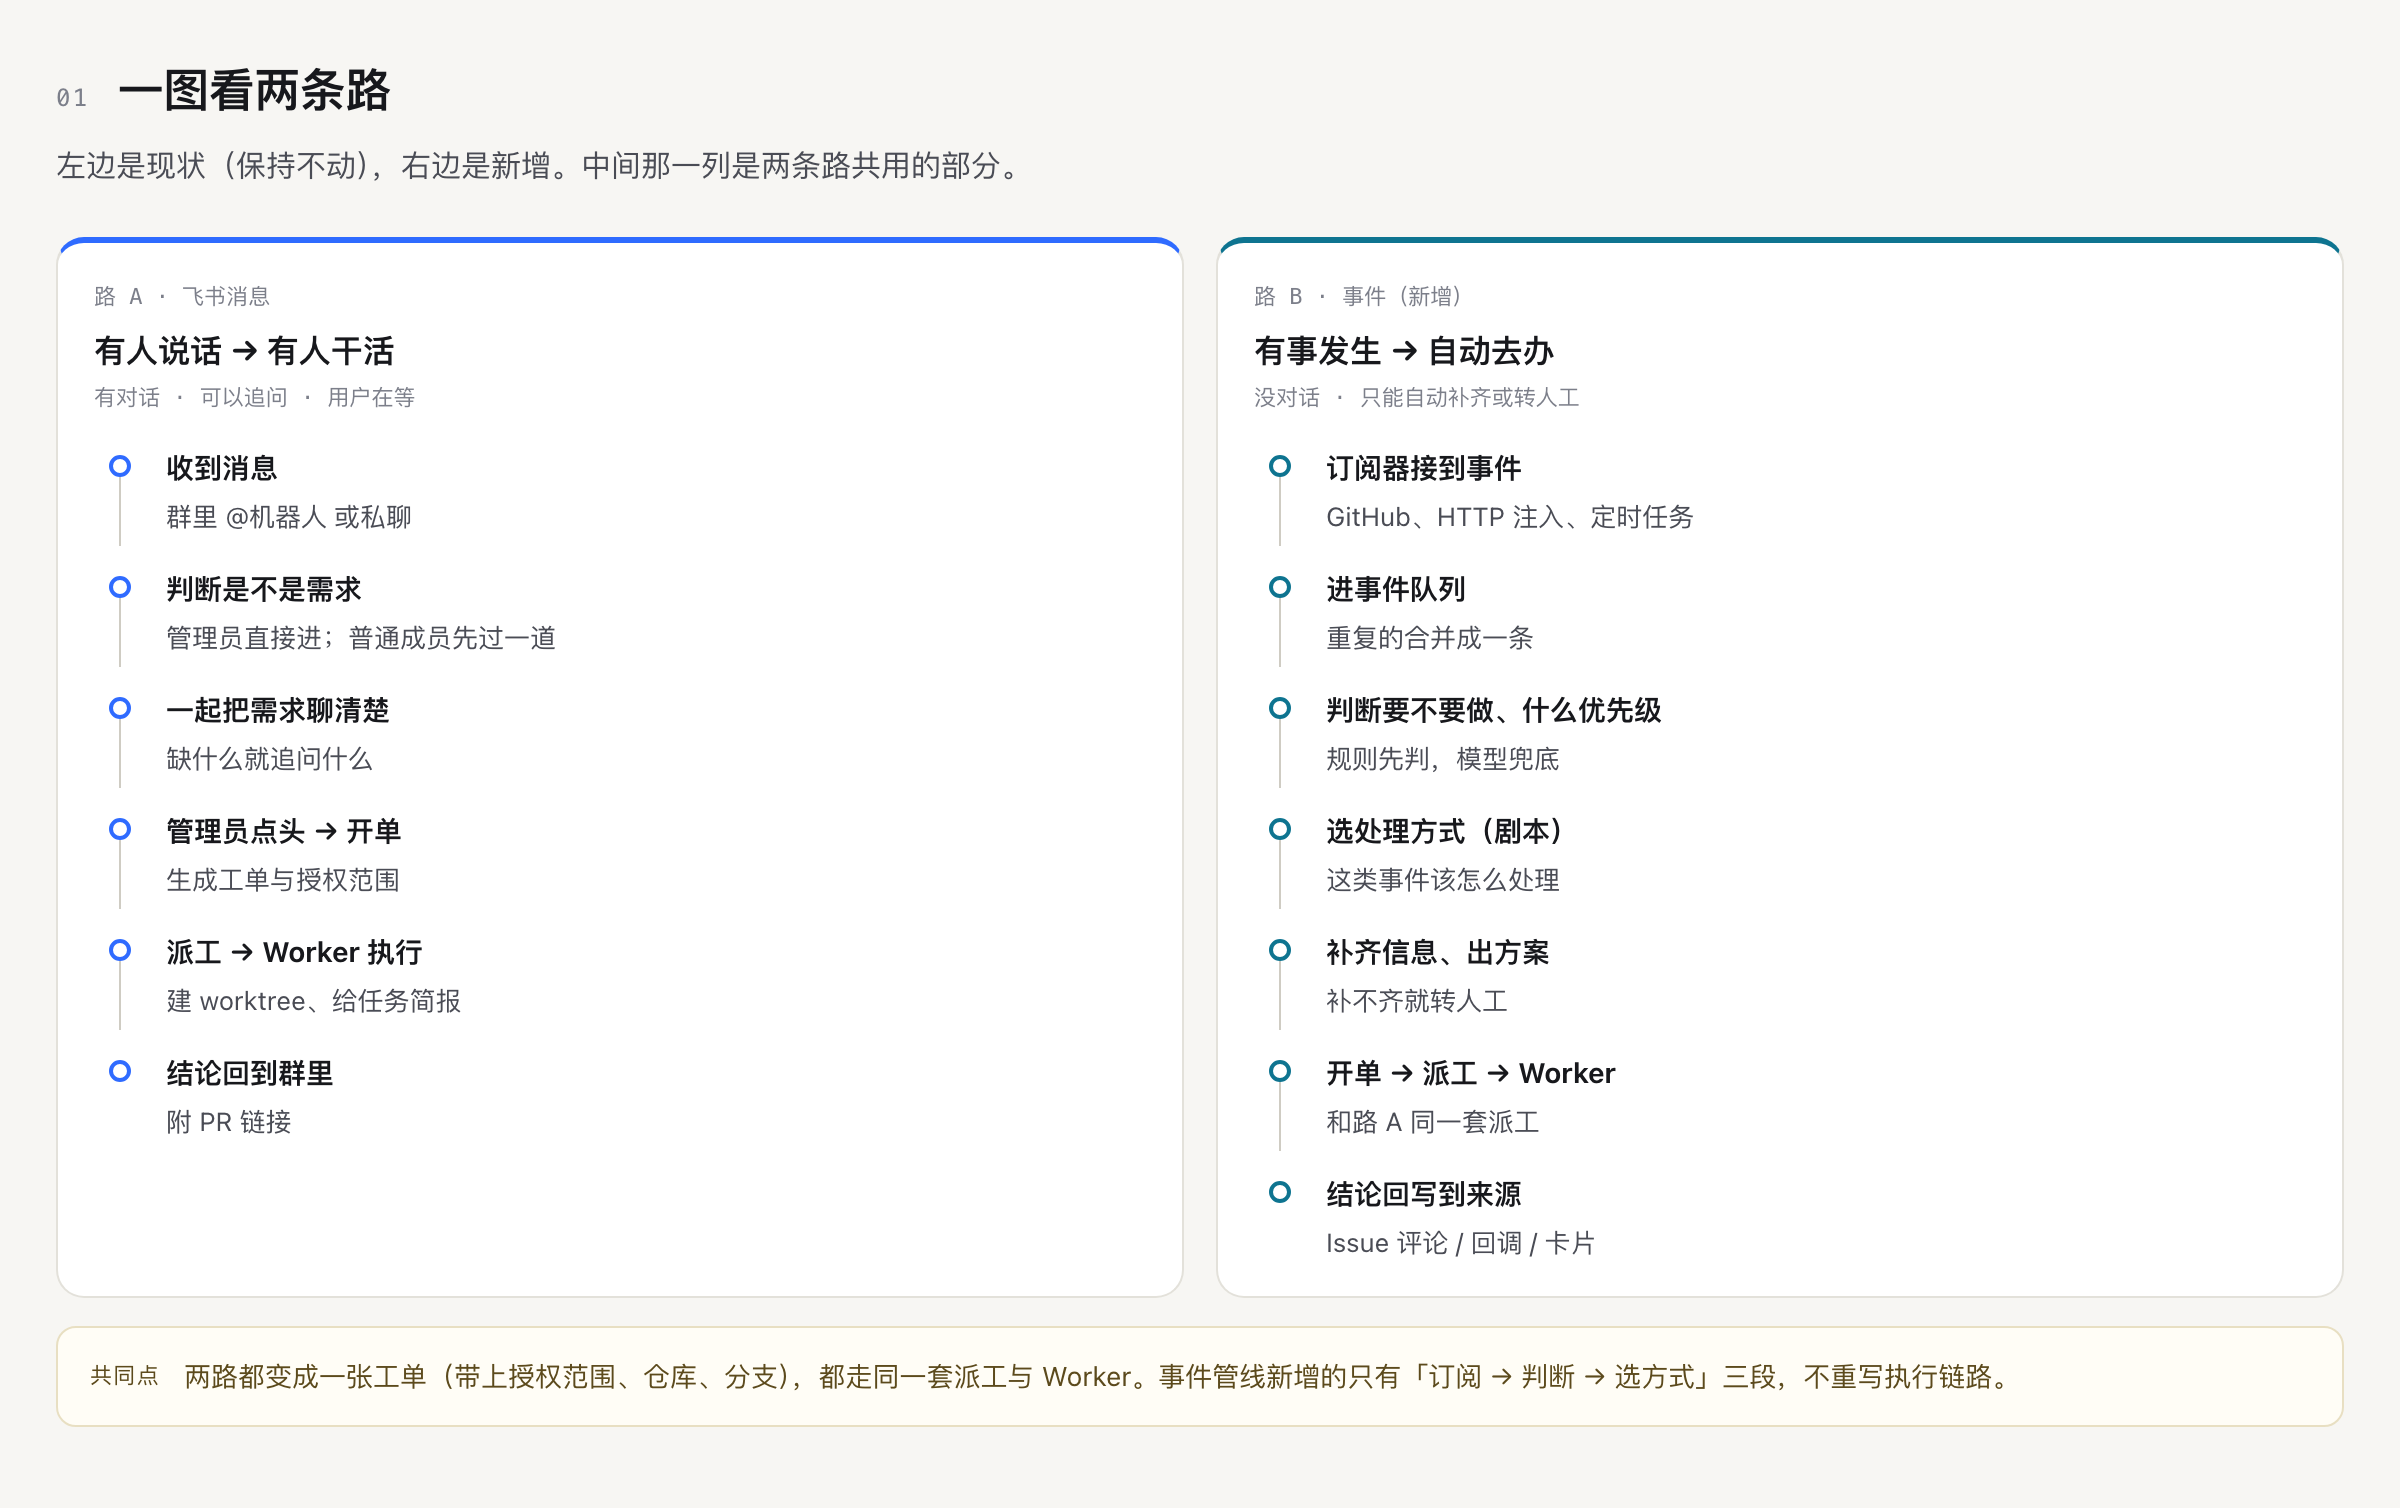 01 一图看两条路
左边是现状（保持不动），右边是新增。中间那一列是两条路共用的部分。
路 A · 飞书消息
有人说话 → 有人干活
有对话 · 可以追问 · 用户在等
收到消息
群里 @机器人 或私聊
判断是不是需求
管理员直接进；普通成员先过一道
一起把需求聊清楚
缺什么就追问什么
管理员点头 → 开单
生成工单与授权范围
派工 → Worker 执行
建 worktree、给任务简报
结论回到群里
附 PR 链接
路 B · 事件（新增）
有事发生 → 自动去办
没对话 · 只能自动补齐或转人工
订阅器接到事件
GitHub、HTTP 注入、定时任务
进事件队列
重复的合并成一条
判断要不要做、什么优先级
规则先判，模型兜底
选处理方式（剧本）
这类事件该怎么处理
补齐信息、出方案
补不齐就转人工
开单 → 派工 → Worker
和路 A 同一套派工
结论回写到来源
Issue 评论 / 回调 / 卡片
共同点 两路都变成一张工单（带上授权范围、仓库、分支），都走同一套派工与 Worker。事件管线新增的只有「订阅 → 判断 → 选方式」三段，不重写执行链路。